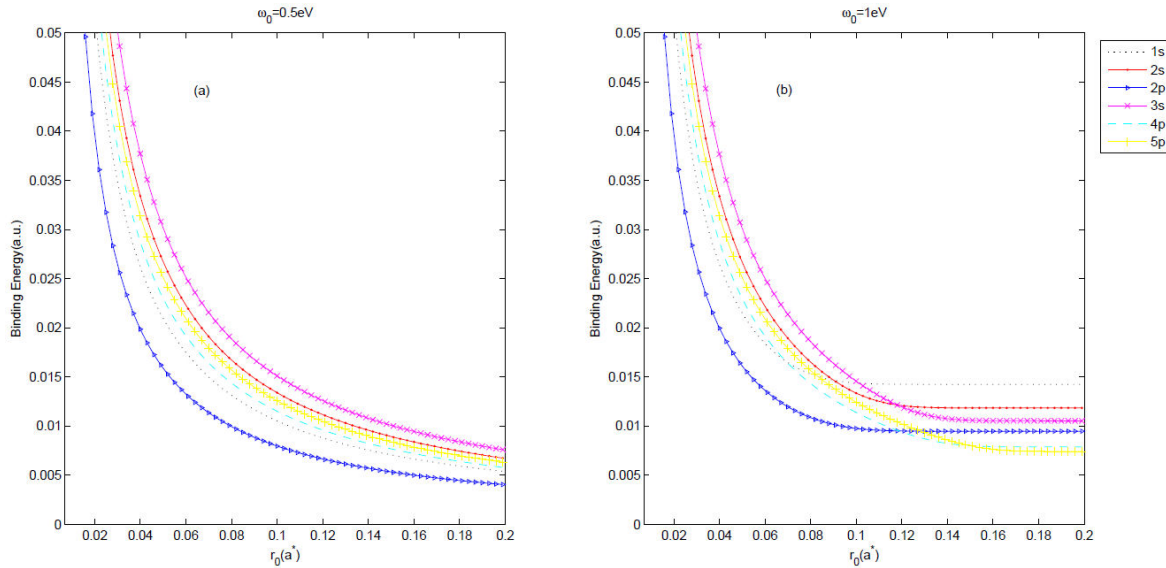 ω₀=0.5eV
0.05
0.045
0.04
0.035
0.03
0.025
0.02
0.015
0.01
0.005
0
Binding Energy(a.u.)
(a)
0.02 0.04 0.06 0.08 0.1 0.12 0.14 0.16 0.18 0.2
r₀(a*)
ω₀=1eV
0.05
0.045
0.04
0.035
0.03
0.025
0.02
0.015
0.01
0.005
0
Binding Energy(a.u.)
(b)
0.02 0.04 0.06 0.08 0.1 0.12 0.14 0.16 0.18 0.2
r₀(a*)
1s
2s
2p
3s
4p
5p